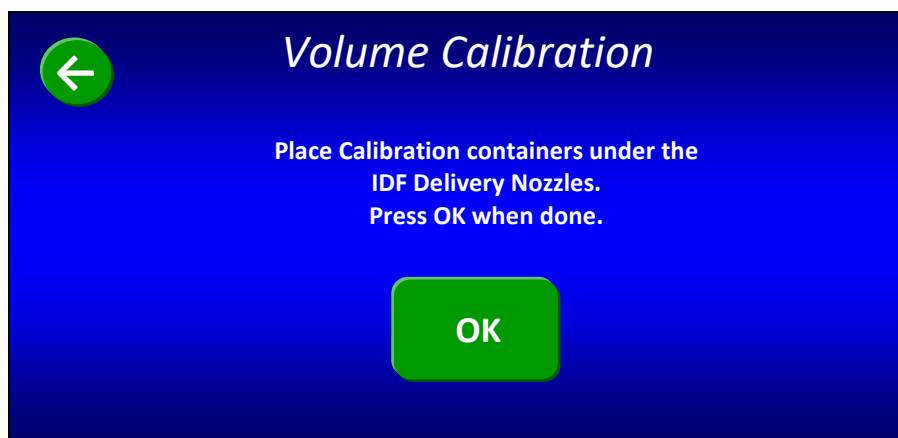 Volume Calibration
Place Calibration containers under the
IDF Delivery Nozzles.
Press OK when done.
OK